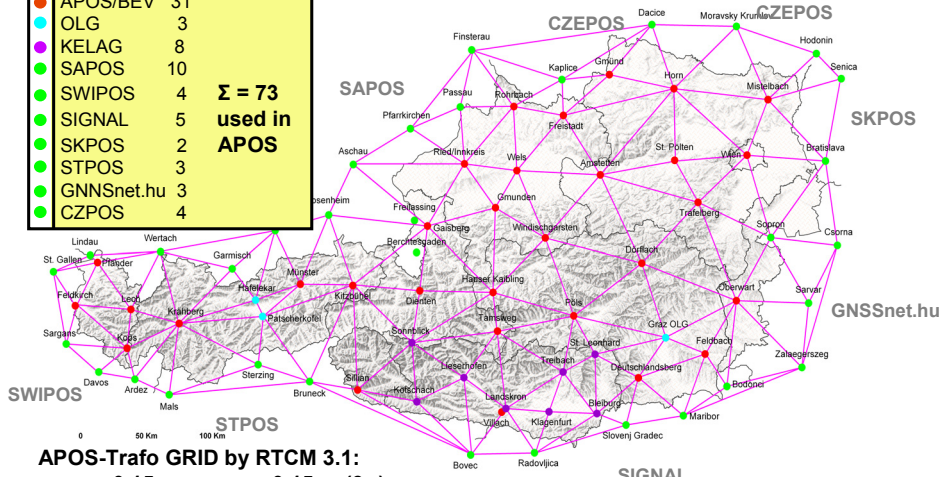 APOS/BEV 31
OLG 3
KELAG 8
SAPOS 10
SWIPOS 4
SIGNAL 5
SKPOS 2
STPOS 3
GNNSnet.hu 3
CZPOS 4
Σ = 73
used in
APOS
CZEPOS
CZEPOS
SAPOS
SKPOS
GNSSnet.hu
SWIPOS
STPOS
SIGNAL
Dacice
Moravsky Krumlov
Finsterau
Hodonin
Gmünd
Kaplice
Horn
Senica
Passau
Rohrbach
Mistelbach
Pfarrkirchen
Freistadt
Aschau
Ried/Innkreis
Wels
Amstetten
St. Pölten
Wien
Bratislava
Freilassing
Gmunden
Trafelberg
Gaisberg
Windischgarsten
Sopron
Csorna
Berchtesgaden
Lindau
Wertach
Garmisch
Dörflach
St. Gallen
Pfänder
Münster
Hauser Kaibling
Feldkirch
Lech
Hafelekar
Kitzbühel
Dienten
Oberwart
Sarvar
Krahberg
Patscherkofel
Tamsweg
Pöls
Graz OLG
Sargans
Kops
Sonnblick
St. Leonhard
Feldbach
Zalaegerszeg
Lieserhofen
Treibach
Deutschlandsberg
Davos
Ardez
Sterzing
Sillian
Bodonci
Mals
Bruneck
Kötschach
Landskron
Bleiburg
Villach
Klagenfurt
Maribor
Slovenj Gradec
Bovec
Radovljica
0 50 Km 100 Km
APOS-Trafo GRID by RTCM 3.1: